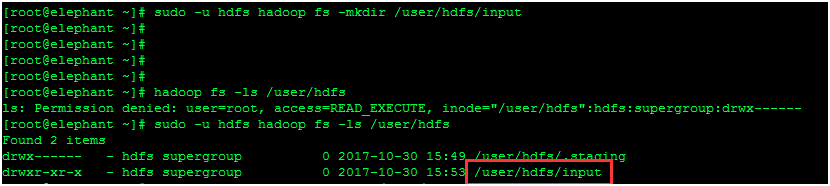 [root@elephant ~]# sudo -u hdfs hadoop fs -mkdir /user/hdfs/input
[root@elephant ~]#
[root@elephant ~]#
[root@elephant ~]#
[root@elephant ~]#
[root@elephant ~]# hadoop fs -ls /user/hdfs
ls: Permission denied: user=root, access=READ_EXECUTE, inode="/user/hdfs":hdfs:supergroup:drwx------
[root@elephant ~]# sudo -u hdfs hadoop fs -ls /user/hdfs
Found 2 items
drwx------   - hdfs supergroup          0 2017-10-30 15:49 /user/hdfs/.staging
drwxr-xr-x   - hdfs supergroup          0 2017-10-30 15:53 /user/hdfs/input